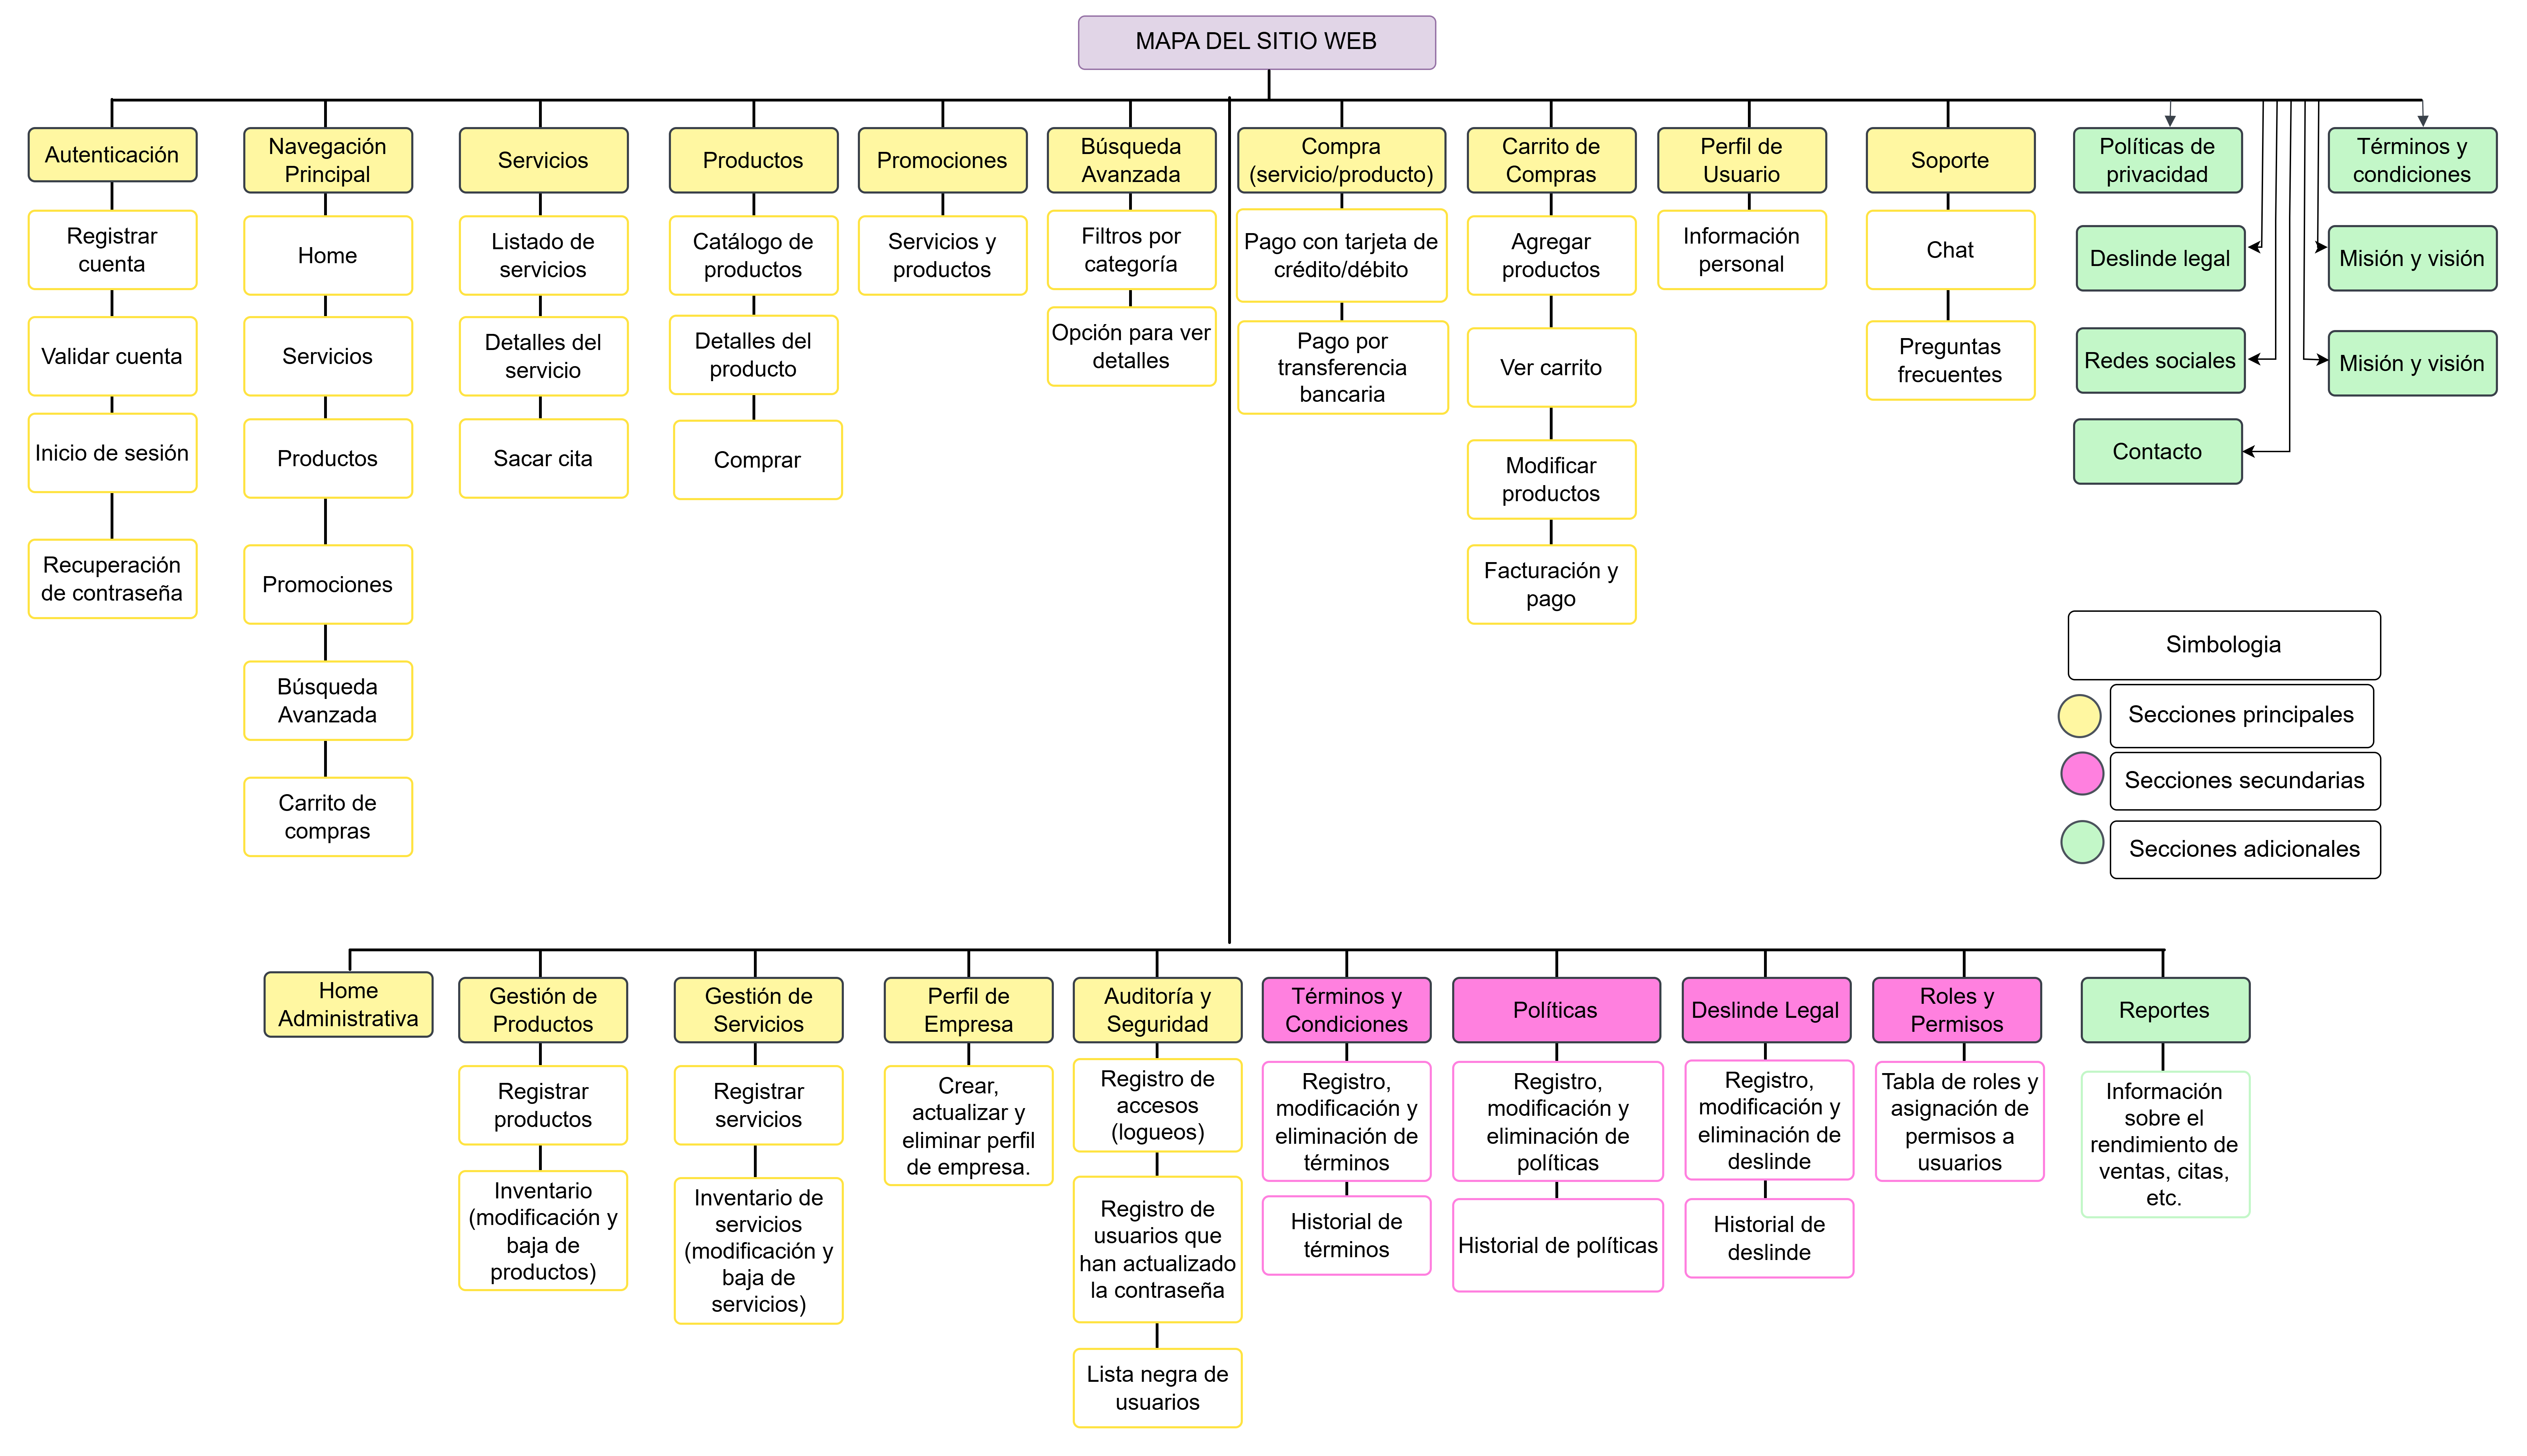 MAPA DEL SITIO WEB
Autenticación
Registrar
cuenta
Validar cuenta
Inicio de sesión
Recuperación
de contraseña
Navegación
Principal
Home
Servicios
Productos
Promociones
Búsqueda
Avanzada
Carrito de
compras
Servicios
Listado de
servicios
Detalles del
servicio
Sacar cita
Productos
Catálogo de
productos
Detalles del
producto
Comprar
Promociones
Servicios y
productos
Búsqueda
Avanzada
Filtros por
categoría
Opción para ver
detalles
Compra
(servicio/producto)
Pago con tarjeta de
crédito/débito
Pago por
transferencia
bancaria
Carrito de
Compras
Agregar
productos
Ver carrito
Modificar
productos
Facturación y
pago
Perfil de
Usuario
Información
personal
Soporte
Chat
Preguntas
frecuentes
Políticas de
privacidad
Deslinde legal
Redes sociales
Contacto
Términos y
condiciones
Misión y visión
Misión y visión
Simbologia
Secciones principales
Secciones secundarias
Secciones adicionales
Home
Administrativa
Gestión de
Productos
Registrar
productos
Inventario
(modificación y
baja de
productos)
Gestión de
Servicios
Registrar
servicios
Inventario de
servicios
(modificación y
baja de
servicios)
Perfil de
Empresa
Crear,
actualizar y
eliminar perfil
de empresa.
Auditoría y
Seguridad
Registro de
accesos
(logueos)
Registro de
usuarios que
han actualizado
la contraseña
Lista negra de
usuarios
Términos y
Condiciones
Registro,
modificación y
eliminación de
términos
Historial de
términos
Políticas
Registro,
modificación y
eliminación de
políticas
Historial de políticas
Deslinde Legal
Registro,
modificación y
eliminación de
deslinde
Historial de
deslinde
Roles y
Permisos
Tabla de roles y
asignación de
permisos a
usuarios
Reportes
Información
sobre el
rendimiento de
ventas, citas,
etc.